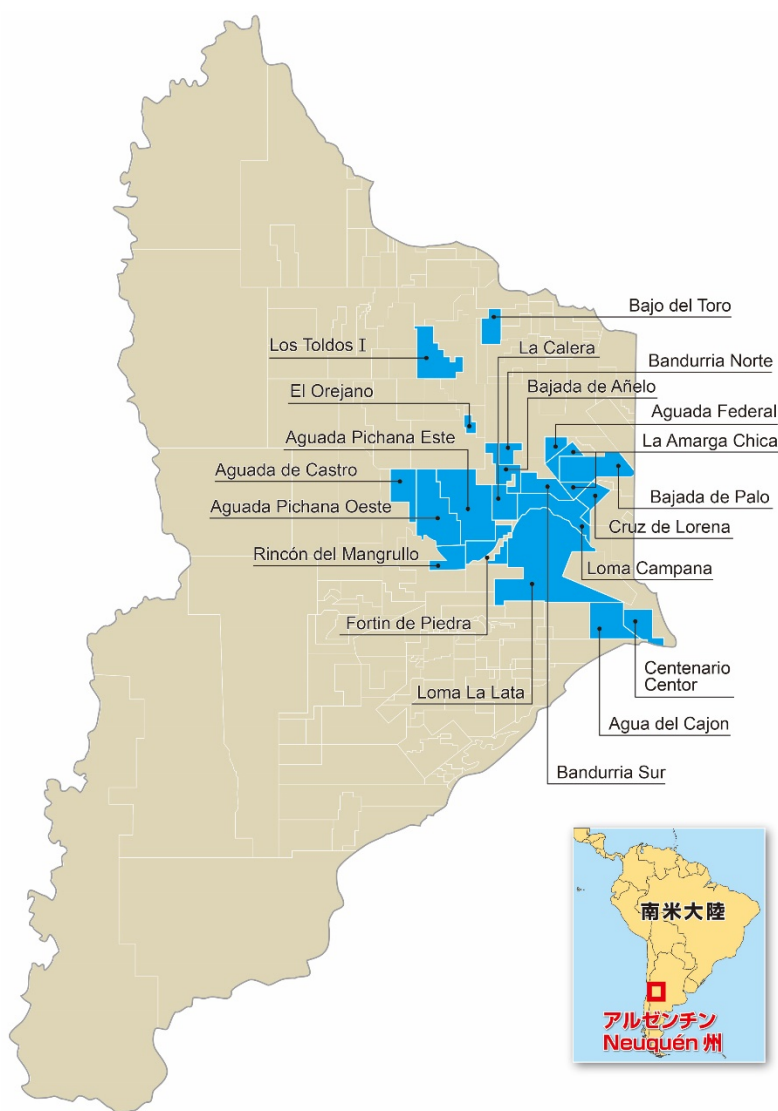 Bajo del Toro
Los Toldos I
La Calera
Bandurria Norte
El Orejano
Bajada de Añelo
Aguada Federal
Aguada Pichana Este
La Amarga Chica
Aguada de Castro
Bajada de Palo
Aguada Pichana Oeste
Cruz de Lorena
Rincón del Mangrullo
Loma Campana
Fortin de Piedra
Centenario
Centor
Loma La Lata
Agua del Cajon
Bandurria Sur
南米大陸
アルゼンチン
Neuquén 州